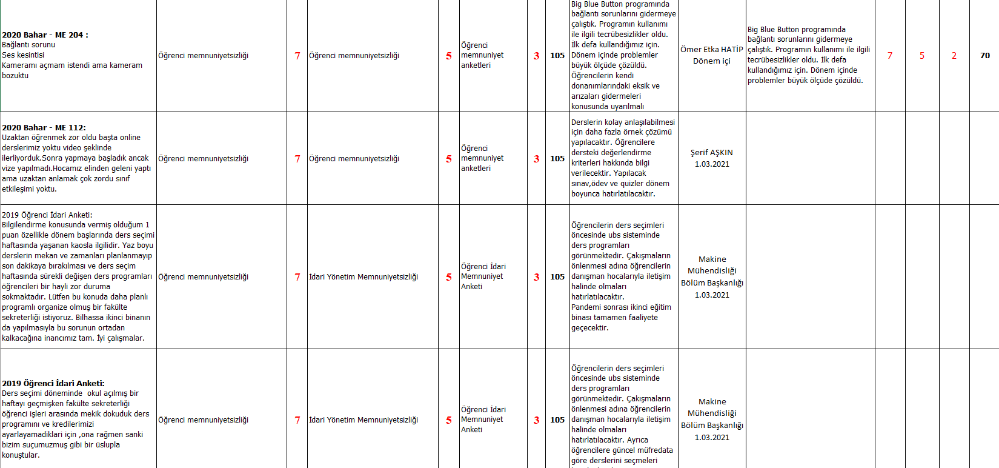 2020 Bahar - ME 204 :
Bağlantı sorunu
Ses kesintisi
Kameramı açmam istendi ama kameram
bozuktu
Öğrenci memnuniyetsizliği
7
Öğrenci memnuniyetsizliği
5
Öğrenci
memnuniyet
anketleri
3
105
Big Blue Button programında
bağlantı sorunlarını gidermeye
çalıştık. Programın kullanımı
ile ilgili tecrübesizlikler oldu.
İlk defa kullandığımız için.
Dönem içinde problemler
büyük ölçüde çözüldü.
Öğrencilerin kendi
donanımlarındaki eksik ve
arızaları gidermeleri
konusunda uyarılmalı
Ömer Etka HATİP
Dönem içi
Big Blue Button programında
bağlantı sorunlarını gidermeye
çalıştık. Programın kullanımı ile ilgili
tecrübesizlikler oldu. İlk defa
kullandığımız için. Dönem içinde
problemler büyük ölçüde çözüldü.
7
5
2
70
2020 Bahar - ME 112:
Uzaktan öğrenmek zor oldu başta online
derslerimiz yoktu video şeklinde
ilerliyorduk.Sonra yapmaya başladık ancak
vize yapılmadı.Hocamız elinden geleni yaptı
ama uzaktan anlamak çok zordu sınıf
etkileşimi yoktu.
Öğrenci memnuniyetsizliği
7
Öğrenci memnuniyetsizliği
5
Öğrenci
memnuniyet
anketleri
3
105
Derslerin kolay anlaşılabilmesi
için daha fazla örnek çözümü
yapılacaktır. Öğrencilere
dersteki değerlendirme
kriterleri hakkında bilgi
verilecektir. Yapılacak
sınav,ödev ve quizler dönem
boyunca hatırlatılacaktır.
Şerif AŞKIN
1.03.2021
2019 Öğrenci İdari Anketi:
Bilgilendirme konusunda vermiş olduğum 1
puan özellikle dönem başlarında ders seçimi
haftasında yaşanan kaosla ilgilidir. Yaz boyu
derslerin mekan ve zamanları planlanmayıp
son dakikaya bırakılması ve ders seçim
haftasında sürekli değişen ders programları
öğrencileri bir hayli zor duruma
sokmaktadır. Lütfen bu konuda daha planlı
programlı organize olmuş bir fakülte
sekreterliği istiyoruz. Bilhassa ikinci binanın
da yapılmasıyla bu sorunun ortadan
kalkacağına inancımız tam. İyi çalışmalar.
Öğrenci memnuniyetsizliği
7
İdari Yönetim Memnuniyetsizliği
5
Öğrenci İdari
Memnuniyet
Anketi
3
105
Öğrencilerin ders seçimleri
öncesinde ubs sisteminde
ders programları
görünmektedir. Çakışmaların
önlenmesi adına öğrencilerin
danışman hocalarıyla iletişim
halinde olmaları
hatırlatılacaktır.
Pandemi sonrası ikinci eğitim
binası tamamen faaliyete
geçecektir.
Makine
Mühendisliği
Bölüm Başkanlığı
1.03.2021
2019 Öğrenci İdari Anketi:
Ders seçimi döneminde  okul açılmış bir
haftayı geçmişken fakülte sekreterliği
öğrenci işleri arasında mekik dokuduk ders
programını ve kredilerimizi
ayarlayamadiklari için ,ona rağmen sanki
bizim suçumuzmuş gibi bir üslupla
konuştular.
Öğrenci memnuniyetsizliği
7
İdari Yönetim Memnuniyetsizliği
5
Öğrenci İdari
Memnuniyet
Anketi
3
105
Öğrencilerin ders seçimleri
öncesinde ubs sisteminde
ders programları
görünmektedir. Çakışmaların
önlenmesi adına öğrencilerin
danışman hocalarıyla iletişim
halinde olmaları
hatırlatılacaktır. Ayrıca
öğrencilere güncel müfredata
göre derslerini seçmeleri
Makine
Mühendisliği
Bölüm Başkanlığı
1.03.2021